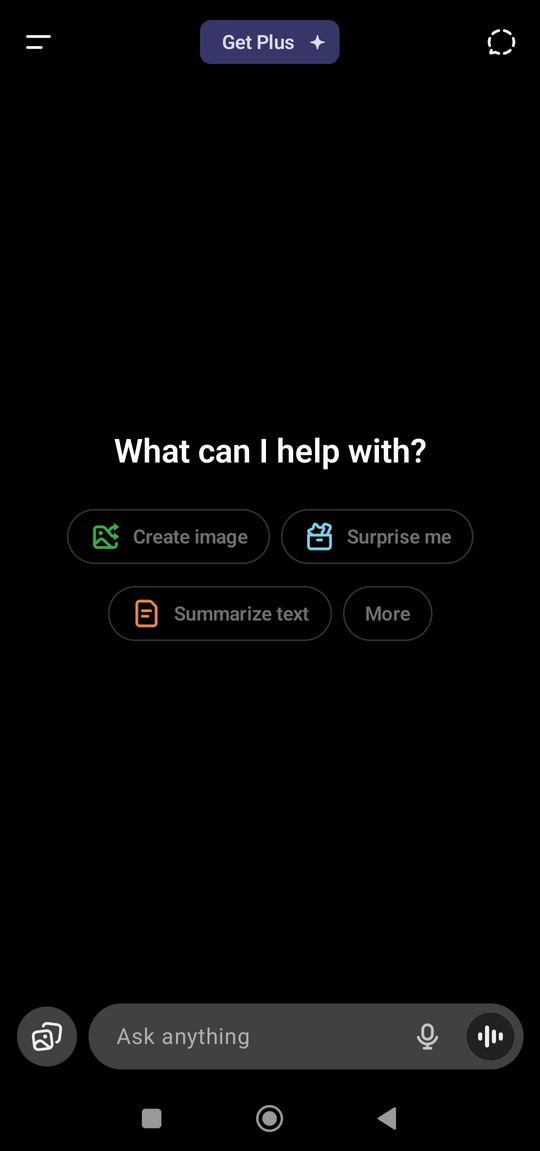 Get Plus
What can I help with?
Create image
Surprise me
Summarize text
More
Ask anything